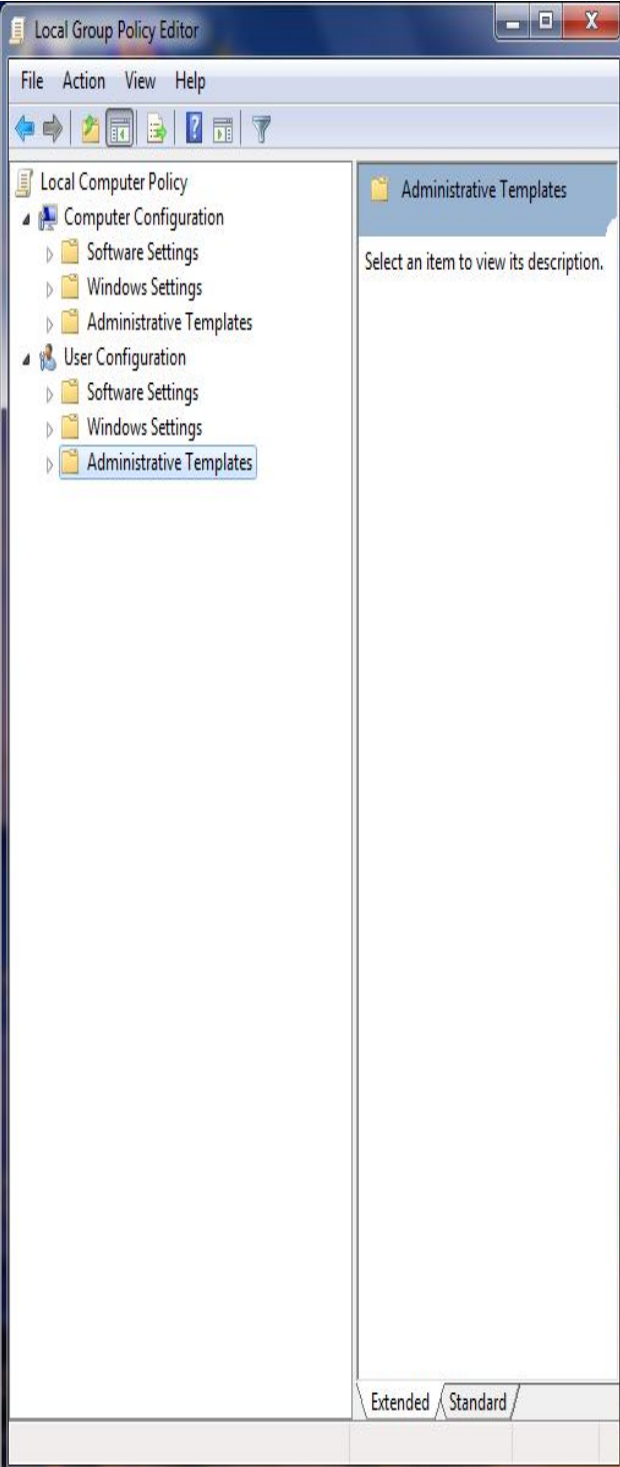 Local Group Policy Editor
File Action View Help
Local Computer Policy
Computer Configuration
Software Settings
Windows Settings
Administrative Templates
User Configuration
Software Settings
Windows Settings
Administrative Templates
Administrative Templates
Select an item to view its description.
Extended Standard